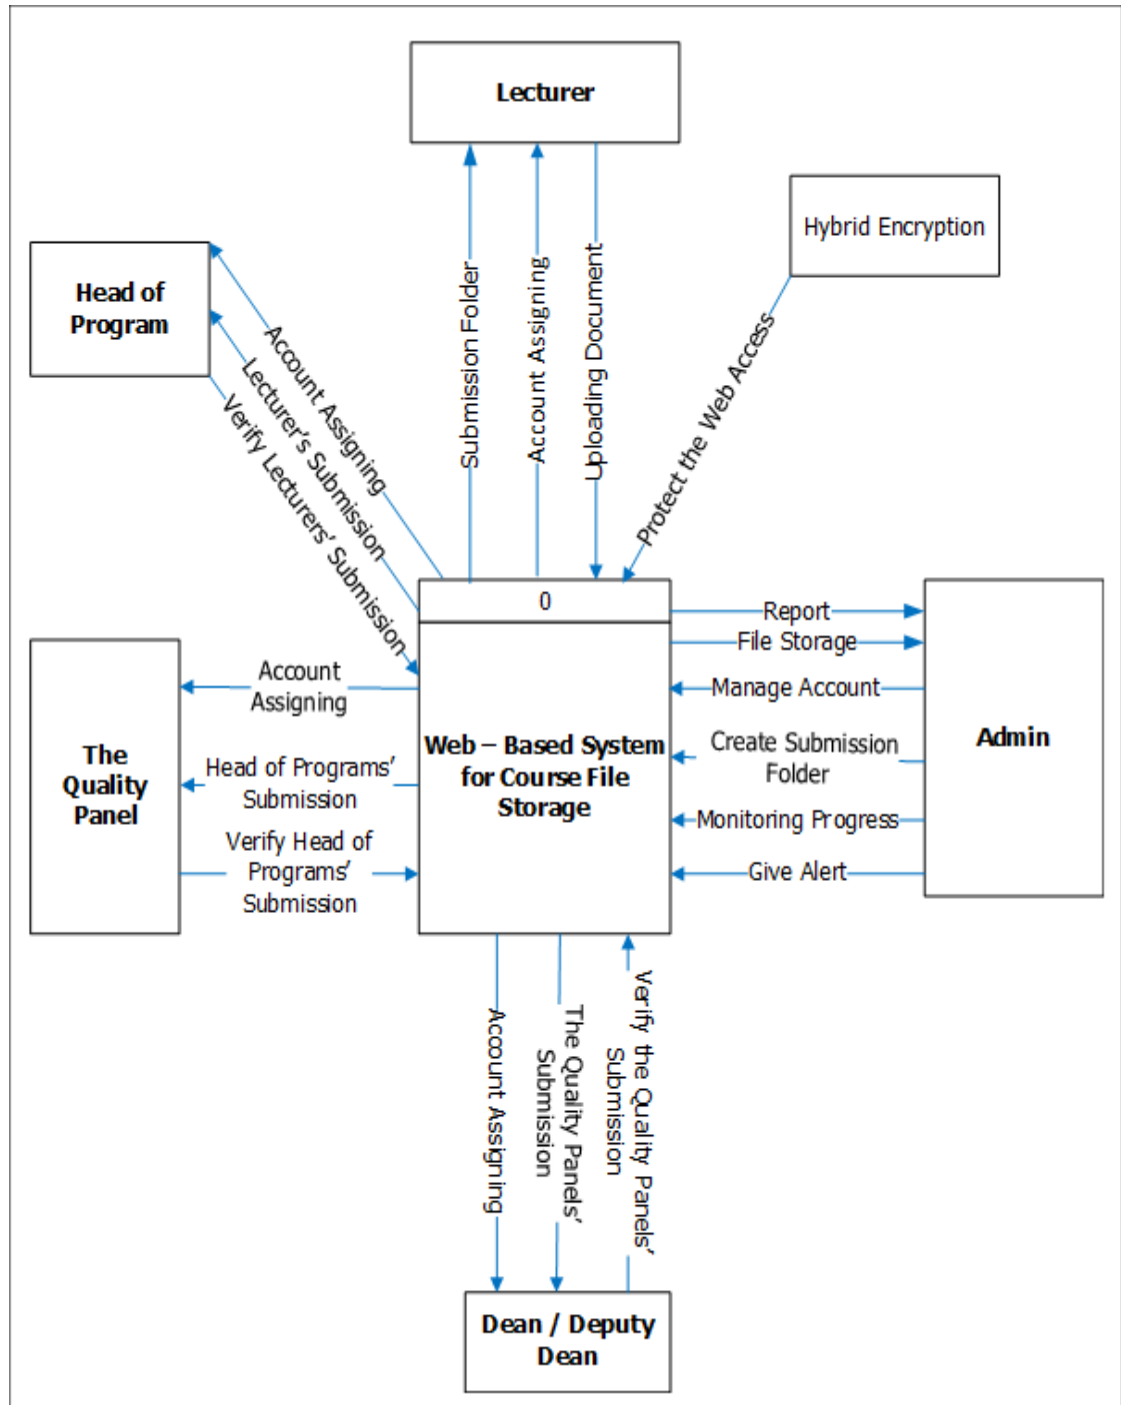 Lecturer
Hybrid Encryption
Head of
Program
Submission Folder
Account Assigning
Uploading Document
Protect the Web Access
Account Assigning
Lecturer's Submission
Verify Lecturers' Submission
0
Web – Based System
for Course File
Storage
Report
File Storage
Manage Account
Create Submission
Folder
Monitoring Progress
Give Alert
Admin
The
Quality
Panel
Account
Assigning
Head of Programs'
Submission
Verify Head of
Programs'
Submission
Account Assigning
The Quality Panels'
Submission
Verify the Quality Panels'
Submission
Dean / Deputy
Dean